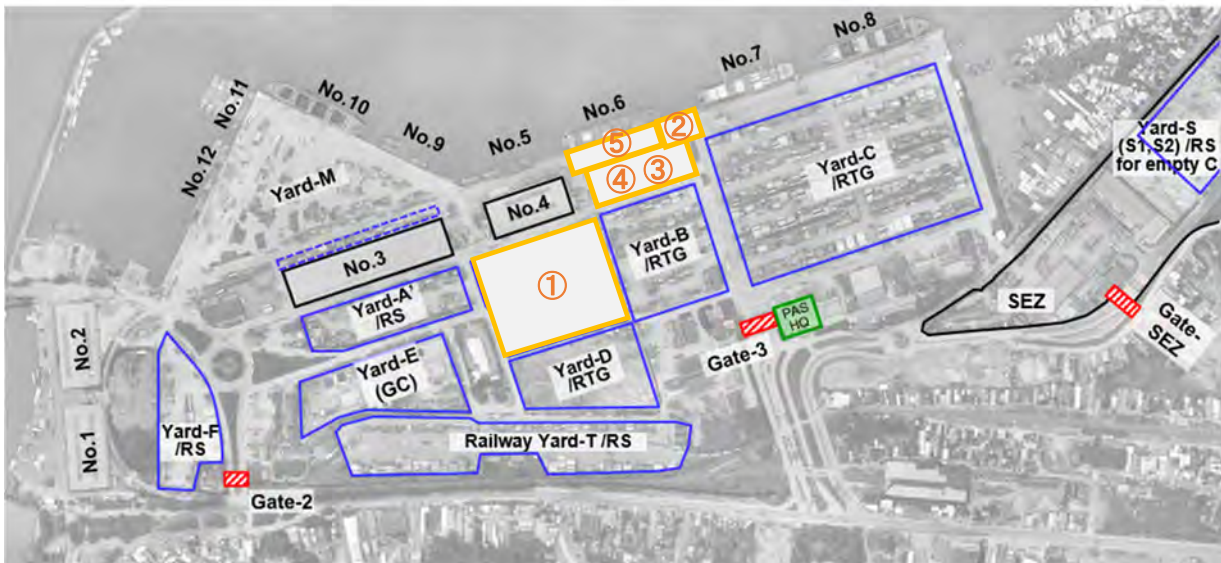 No.8
No.7
No.6
No.5
No.9
No.10
No.11
No.12
②
⑤
④ ③
Yard-M
No.4
No.3
Yard-C
/RTG
Yard-S
(S1,S2) /RS
for empty C
Yard-B
/RTG
①
Yard-A'
/RS
SEZ
Gate-
SEZ
PAS
HQ
Gate-3
No.2
Yard-E
(GC)
Yard-D
/RTG
No.1
Yard-F
/RS
Railway Yard-T /RS
Gate-2